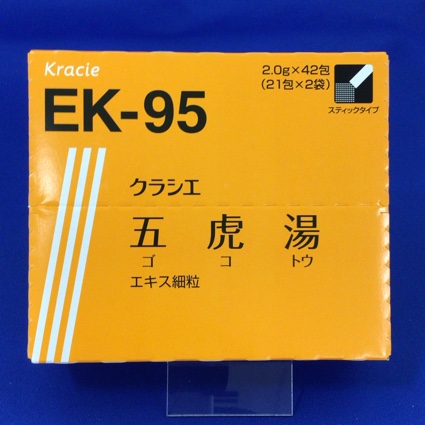 Kracie
2.0g×42包
(21包×2袋)
スティックタイプ
EK-95
クラシエ
五虎湯
ゴ コ トウ
エキス細粒